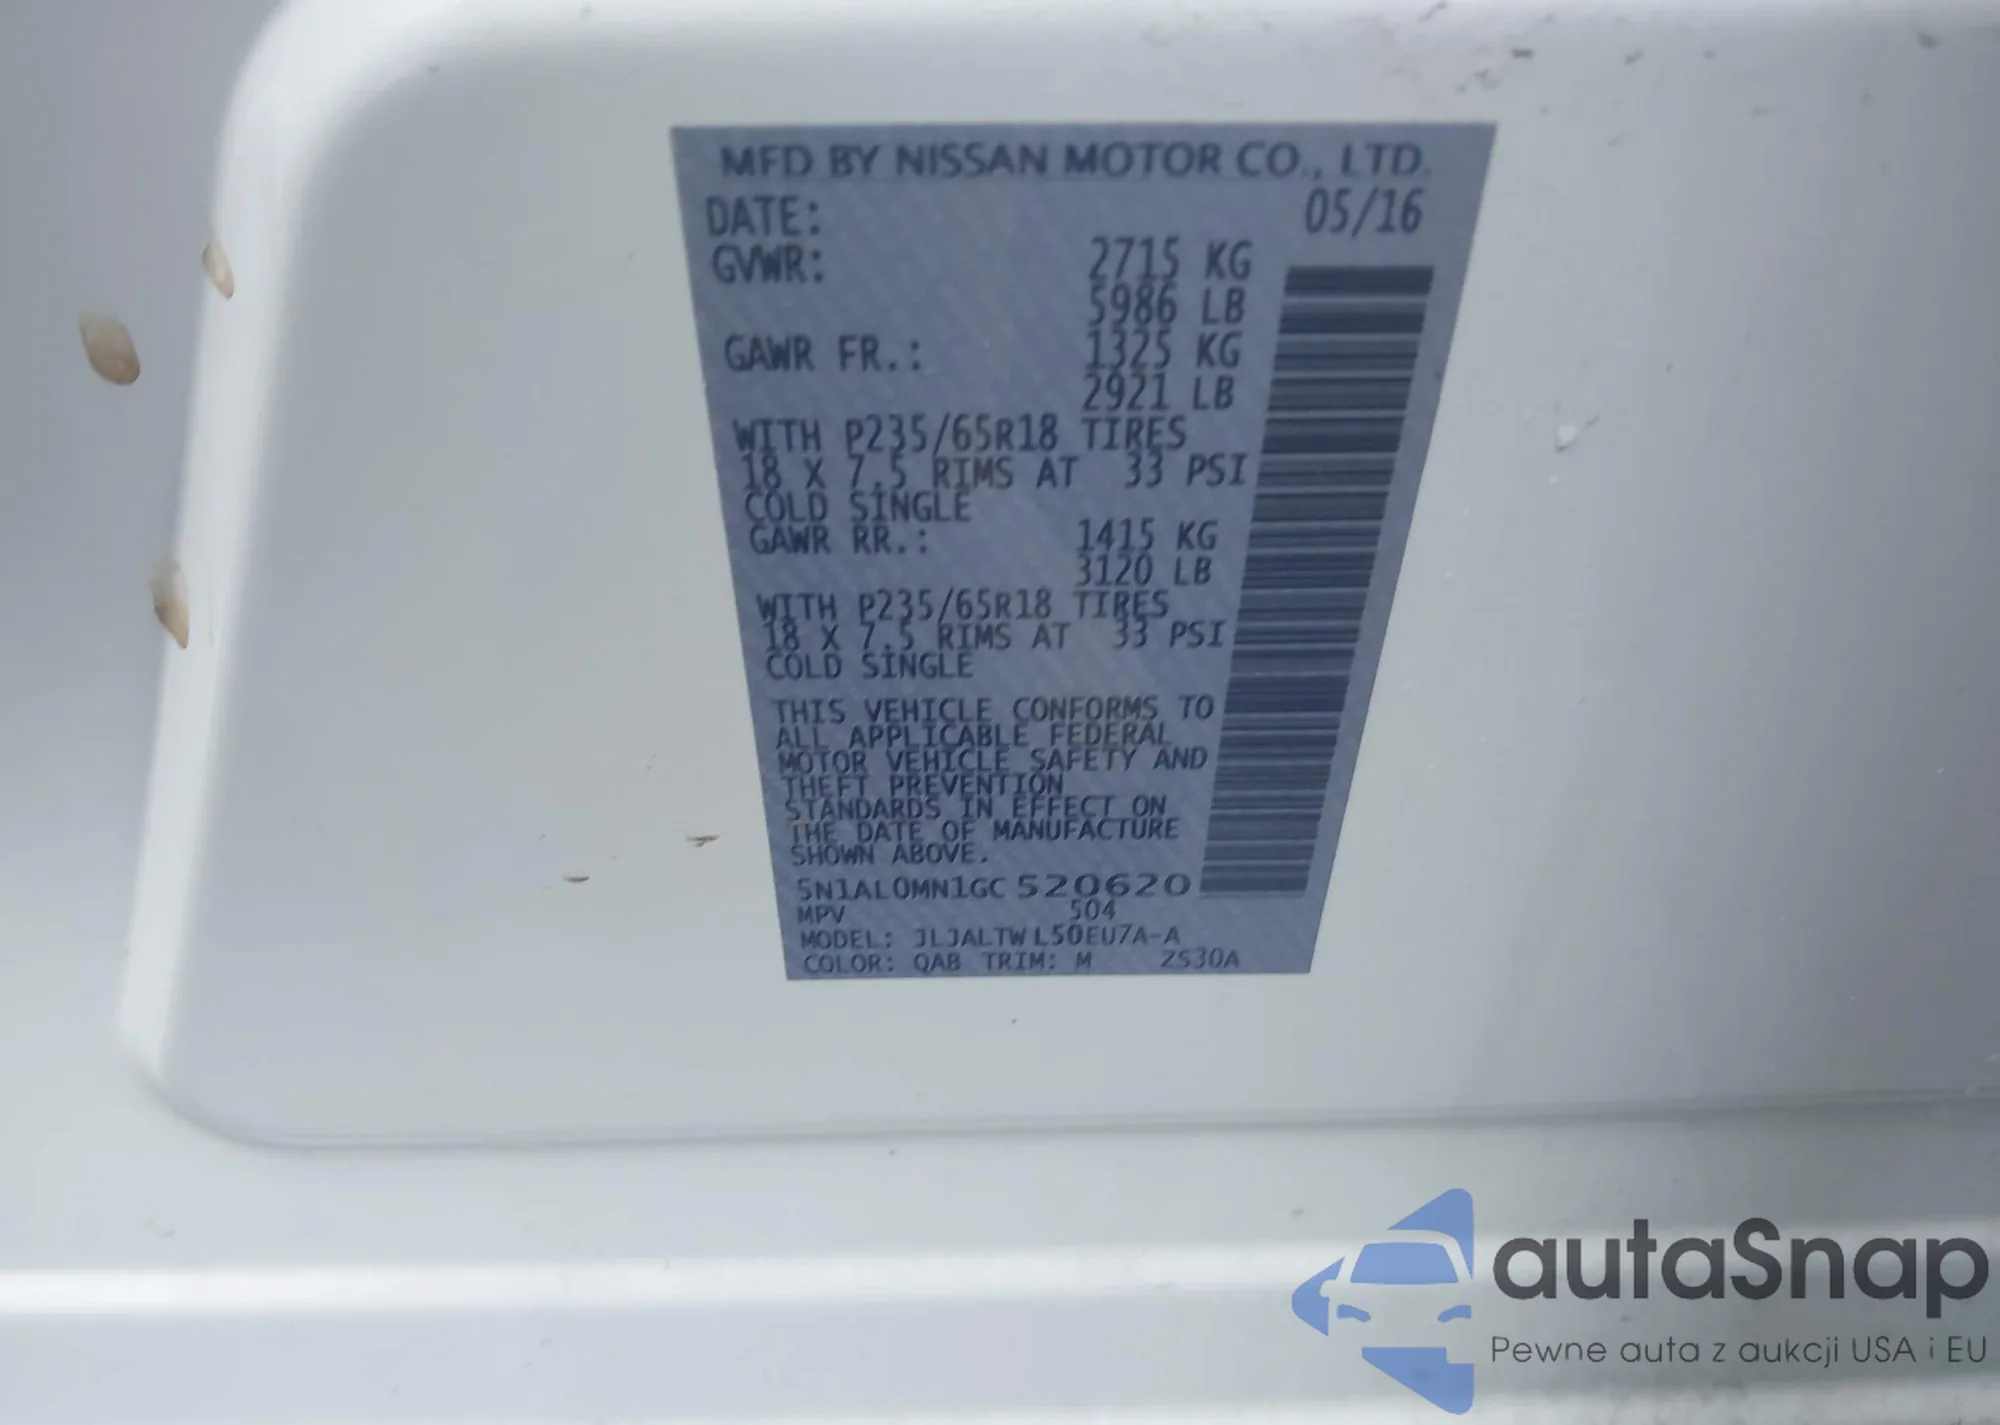 MFD BY NISSAN MOTOR CO., LTD.
DATE: 05/16
GVWR: 2715 KG
5986 LB
GAWR FR.: 1325 KG
2921 LB
WITH P235/65R18 TIRES
18 X 7.5 RIMS AT 33 PSI
COLD SINGLE
GAWR RR.: 1415 KG
3120 LB
WITH P235/65R18 TIRES
18 X 7.5 RIMS AT 33 PSI
COLD SINGLE
THIS VEHICLE CONFORMS TO
ALL APPLICABLE FEDERAL
MOTOR VEHICLE SAFETY AND
THEFT PREVENTION
STANDARDS IN EFFECT ON
THE DATE OF MANUFACTURE
SHOWN ABOVE.
5N1AL0MN1GC520620
MPV 504
MODEL: JLJALTWL50EU7A-A
COLOR: QAB TRIM: M ZS30A
autaSnap
Pewne auta z aukcji USA i EU